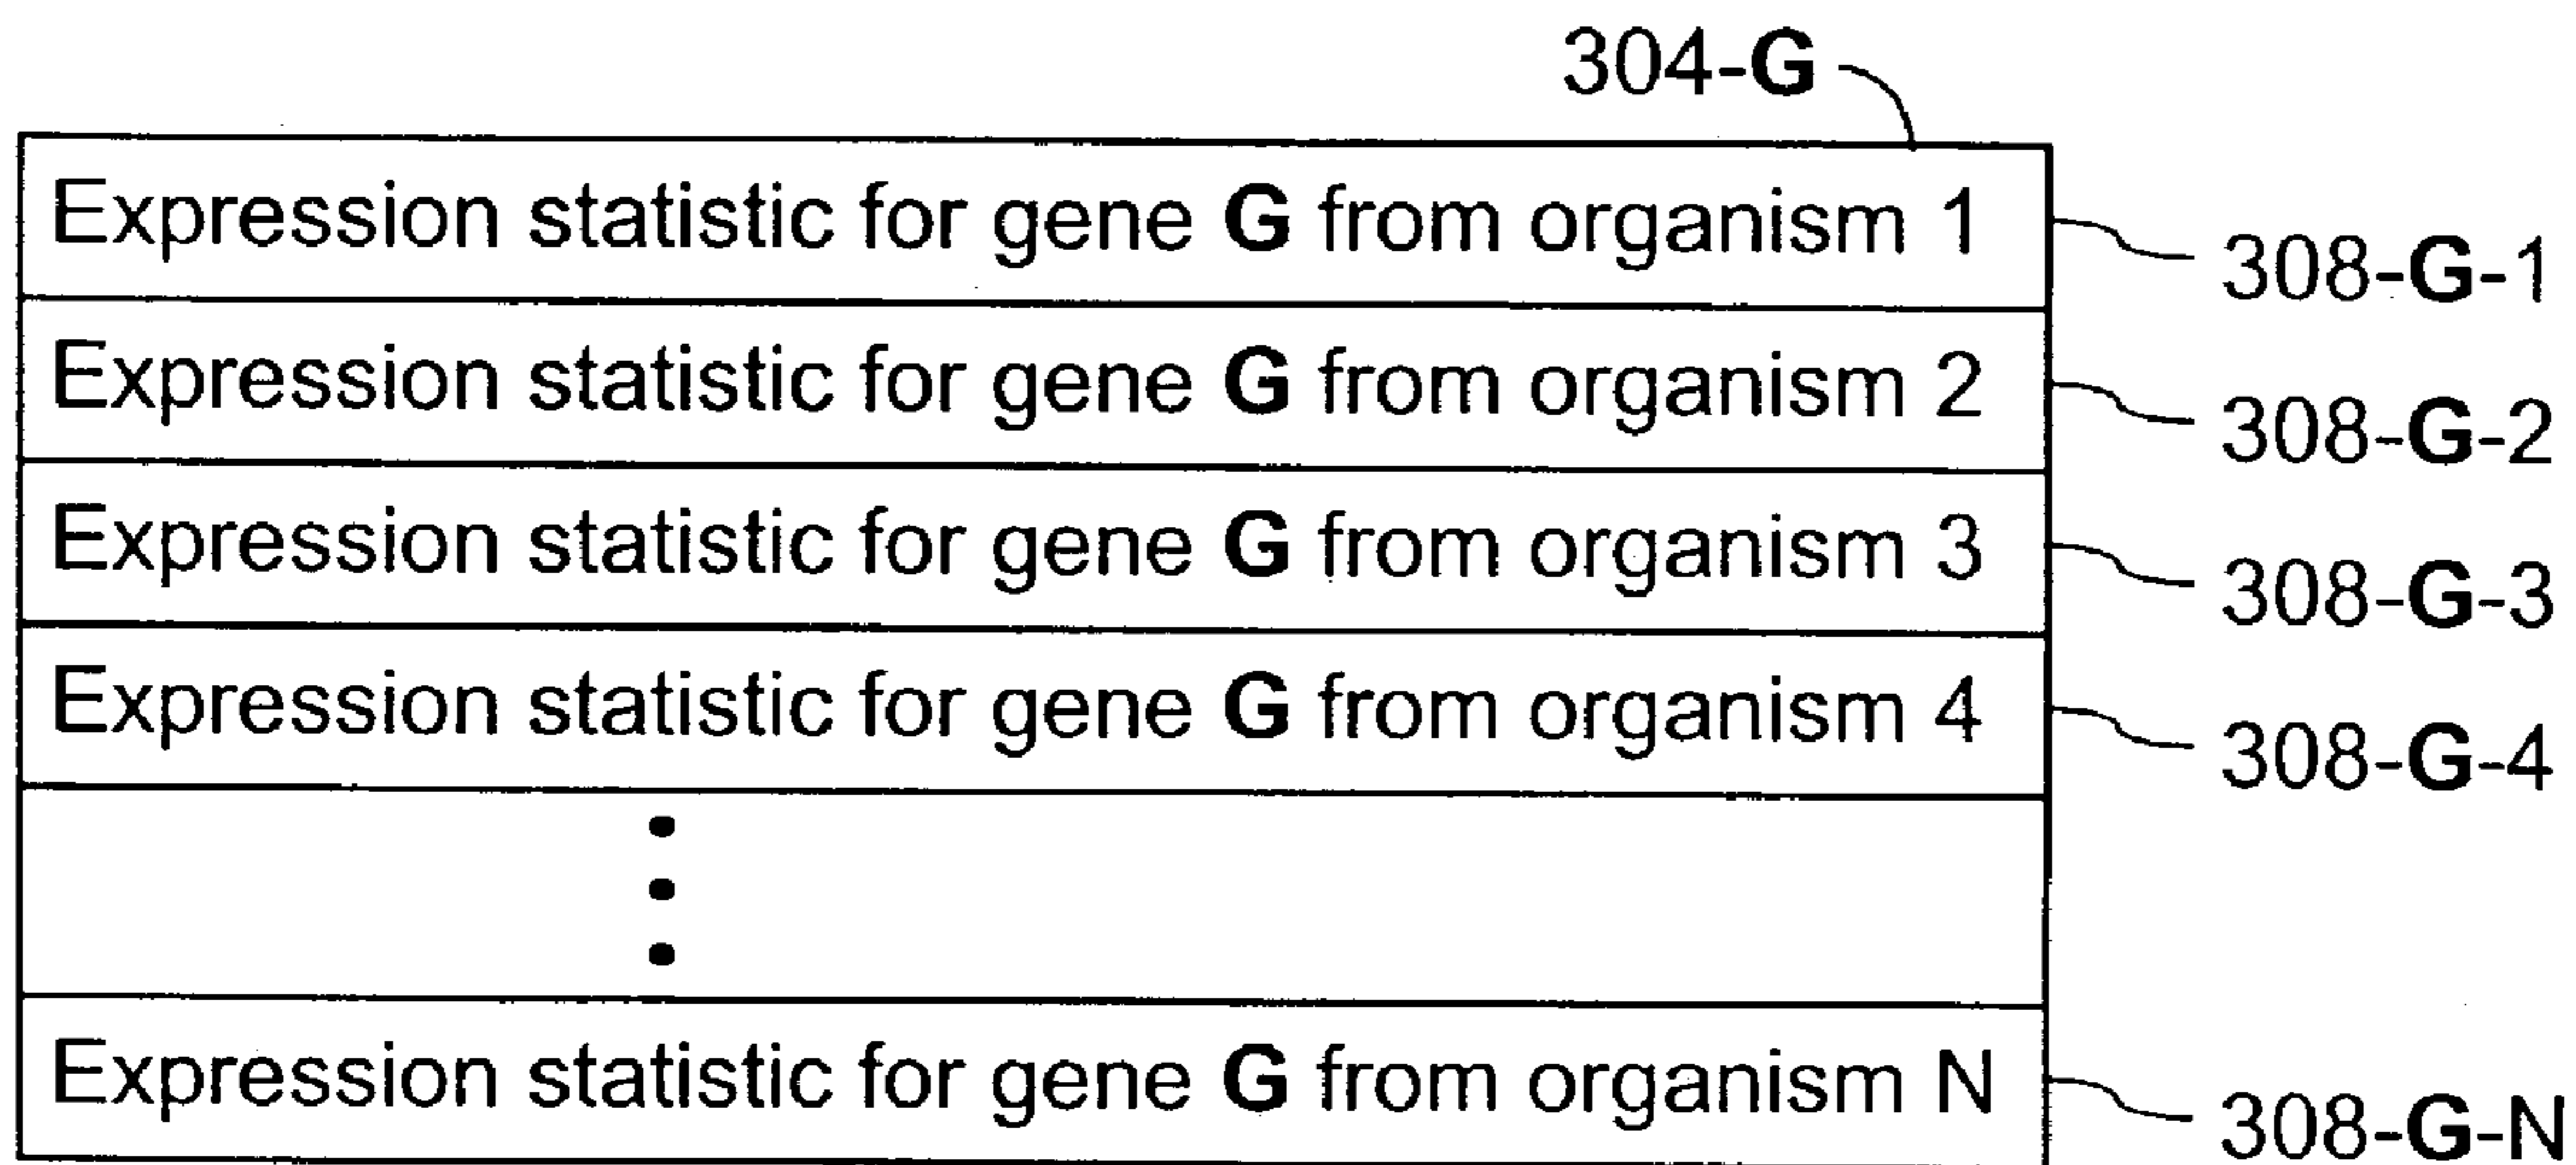 304-G
Expression statistic for gene G from organism 1
308-G-1
Expression statistic for gene G from organism 2
308-G-2
Expression statistic for gene G from organism 3
308-G-3
Expression statistic for gene G from organism 4
308-G-4
Expression statistic for gene G from organism N
308-G-N